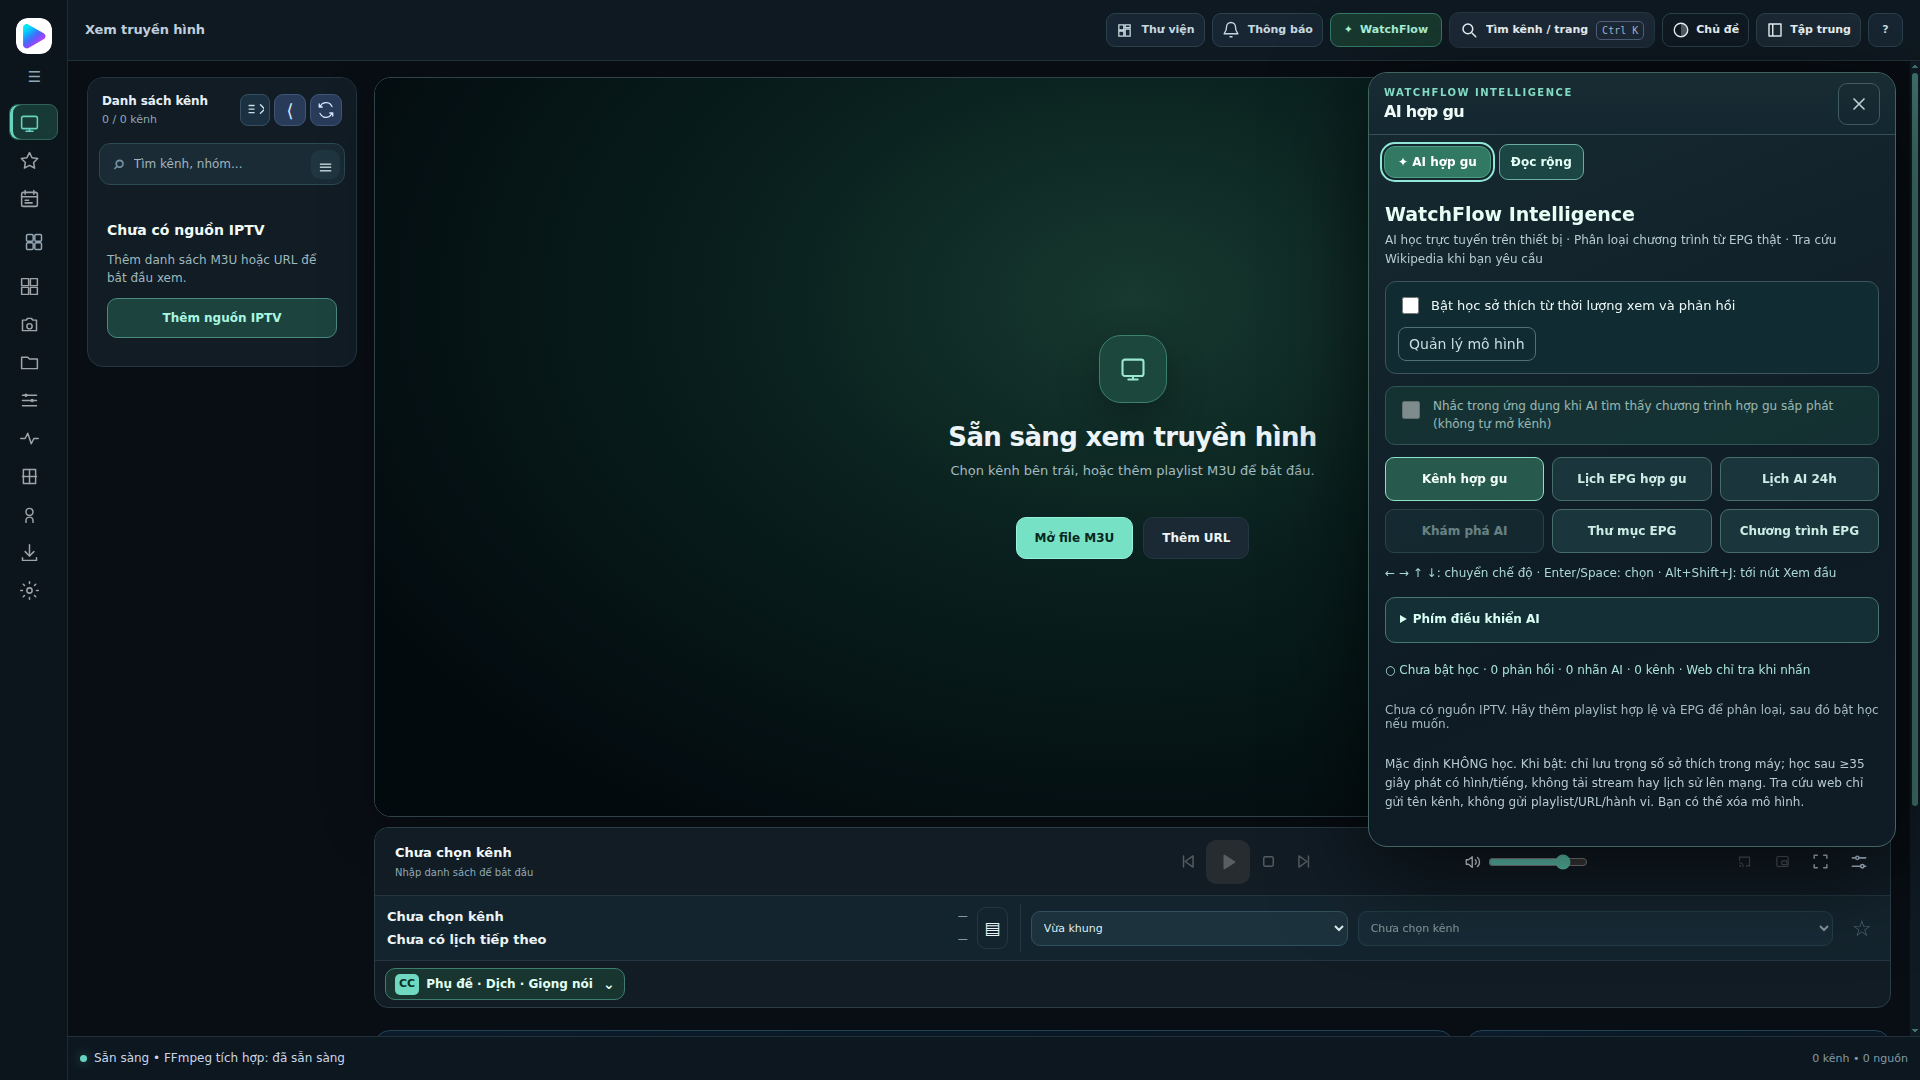 Xem truyền hình
Thư viện
Thông báo
✦ WatchFlow
Tìm kênh / trang Ctrl K
Chủ đề
Tập trung
?
Danh sách kênh
0 / 0 kênh
Tìm kênh, nhóm...
Chưa có nguồn IPTV
Thêm danh sách M3U hoặc URL để
bắt đầu xem.
Thêm nguồn IPTV
Sẵn sàng xem truyền hình
Chọn kênh bên trái, hoặc thêm playlist M3U để bắt đầu.
Mở file M3U
Thêm URL
WATCHFLOW INTELLIGENCE
AI hợp gu
✦ AI hợp gu
Đọc rộng
WatchFlow Intelligence
AI học trực tuyến trên thiết bị · Phân loại chương trình từ EPG thật · Tra cứu
Wikipedia khi bạn yêu cầu
Bật học sở thích từ thời lượng xem và phản hồi
Quản lý mô hình
Nhắc trong ứng dụng khi AI tìm thấy chương trình hợp gu sắp phát
(không tự mở kênh)
Kênh hợp gu
Lịch EPG hợp gu
Lịch AI 24h
Khám phá AI
Thư mục EPG
Chương trình EPG
← → ↑ ↓: chuyển chế độ · Enter/Space: chọn · Alt+Shift+J: tới nút Xem đầu
▶ Phím điều khiển AI
○ Chưa bật học · 0 phản hồi · 0 nhãn AI · 0 kênh · Web chỉ tra khi nhấn
Chưa có nguồn IPTV. Hãy thêm playlist hợp lệ và EPG để phân loại, sau đó bật học
nếu muốn.
Mặc định KHÔNG học. Khi bật: chỉ lưu trọng số sở thích trong máy; học sau ≥35
giây phát có hình/tiếng, không tải stream hay lịch sử lên mạng. Tra cứu web chỉ
gửi tên kênh, không gửi playlist/URL/hành vi. Bạn có thể xóa mô hình.
Chưa chọn kênh
Nhập danh sách để bắt đầu
Chưa chọn kênh —
Chưa có lịch tiếp theo —
Vừa khung
Chưa chọn kênh
CC Phụ đề · Dịch · Giọng nói
Sẵn sàng • FFmpeg tích hợp: đã sẵn sàng
0 kênh • 0 nguồn